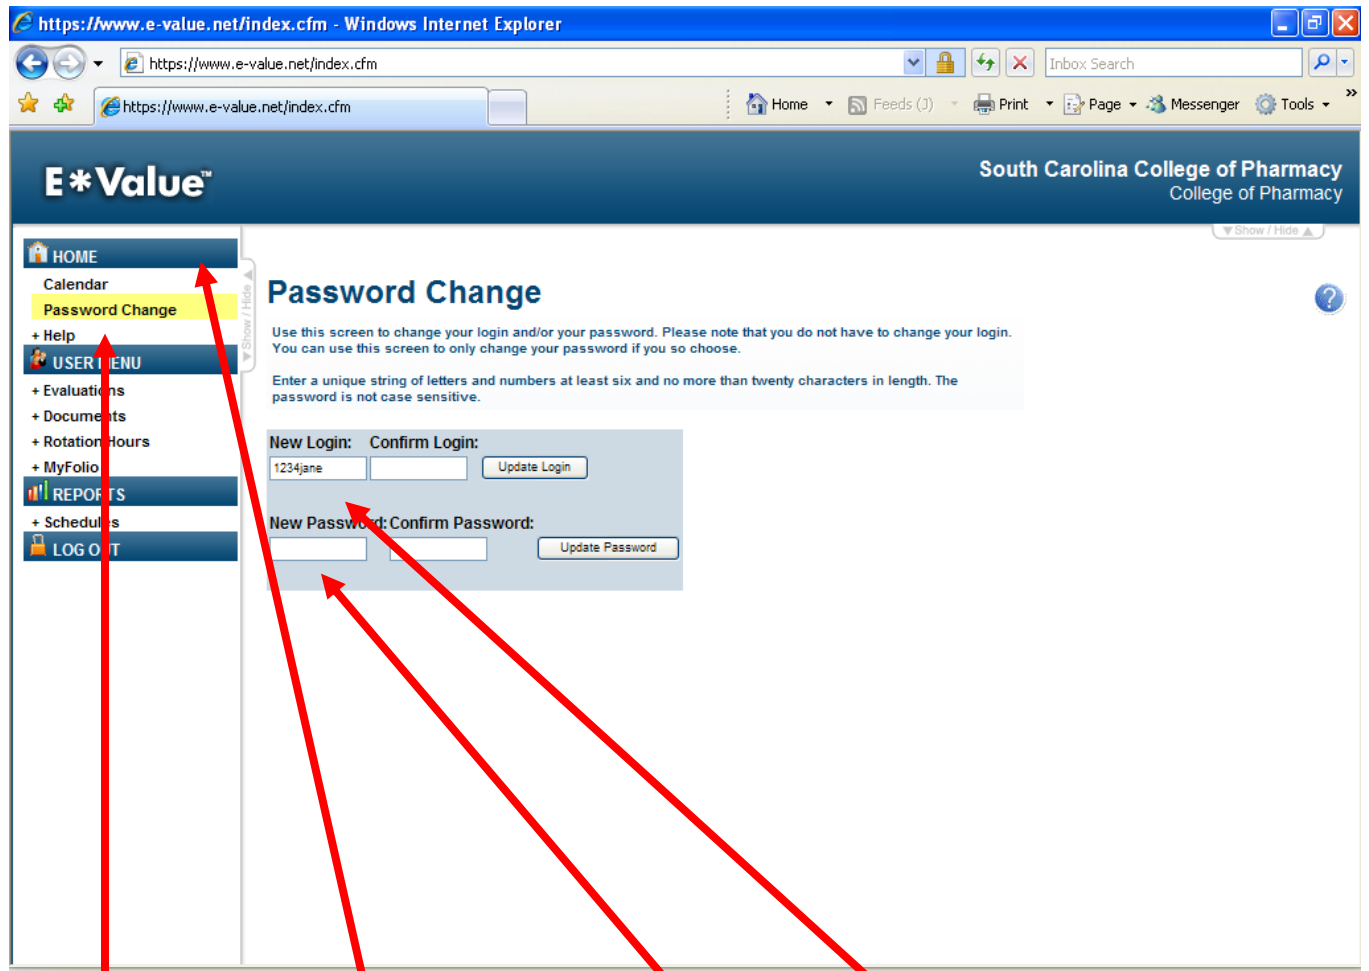 https://www.e-value.net/index.cfm - Windows Internet Explorer
https://www.e-value.net/index.cfm
Inbox Search
https://www.e-value.net/index.cfm
Home
Feeds (J)
Print
Page
Messenger
Tools
»
E*Value™
South Carolina College of Pharmacy
College of Pharmacy
▼Show / Hide▲
HOME
Calendar
Password Change
+ Help
USER MENU
+ Evaluations
+ Documents
+ Rotation Hours
+ MyFolio
REPORTS
+ Schedules
LOG OUT
▼Show / Hide▲
Password Change
?
Use this screen to change your login and/or your password. Please note that you do not have to change your login.
You can use this screen to only change your password if you so choose.
Enter a unique string of letters and numbers at least six and no more than twenty characters in length. The
password is not case sensitive.
New Login: Confirm Login:
1234jane
Update Login
New Password: Confirm Password:
Update Password